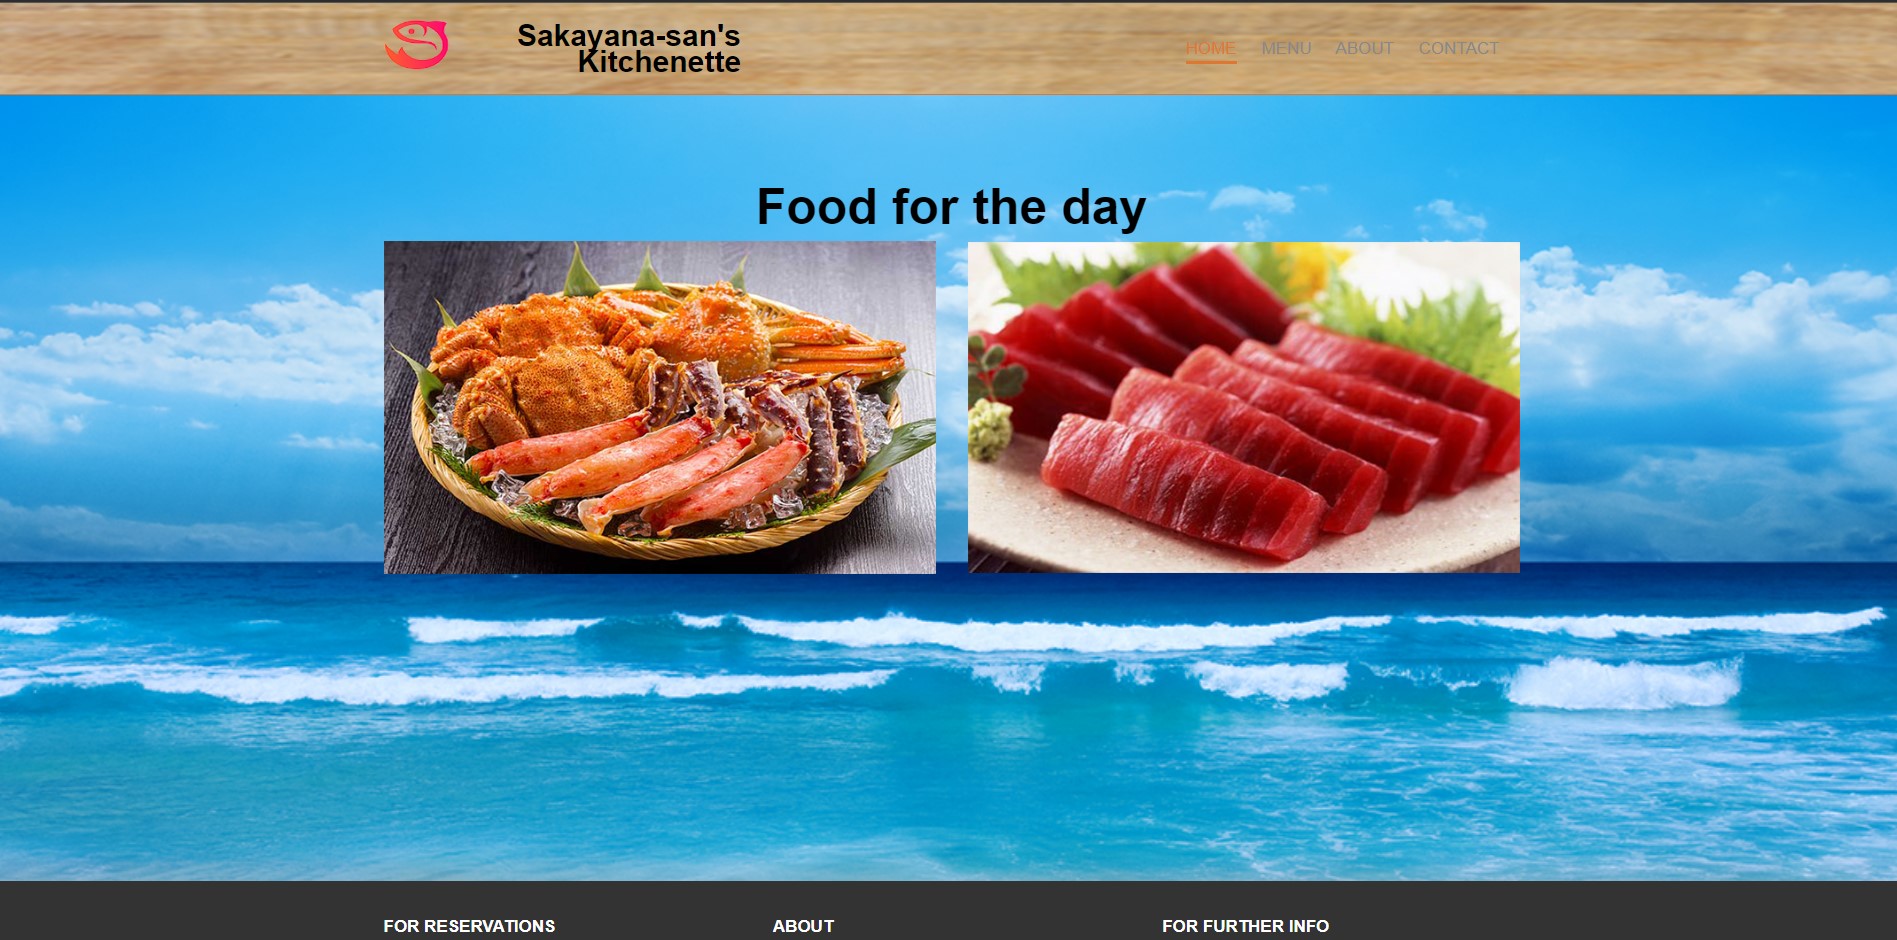 Sakayana-san's
Kitchenette
HOME MENU ABOUT CONTACT
Food for the day
FOR RESERVATIONS
ABOUT
FOR FURTHER INFO